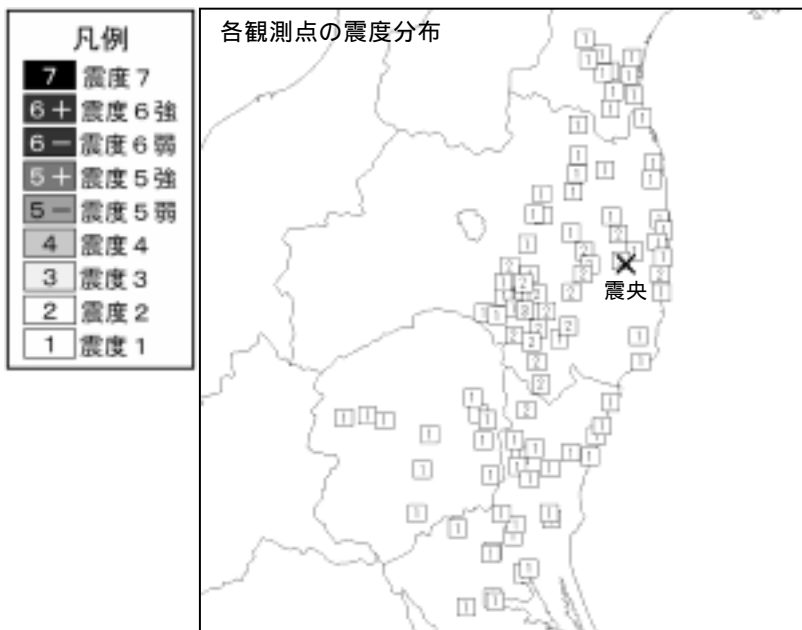 凡例
7 震度7
6+ 震度6強
6- 震度6弱
5+ 震度5強
5- 震度5弱
4 震度4
3 震度3
2 震度2
1 震度1
各観測点の震度分布
震央